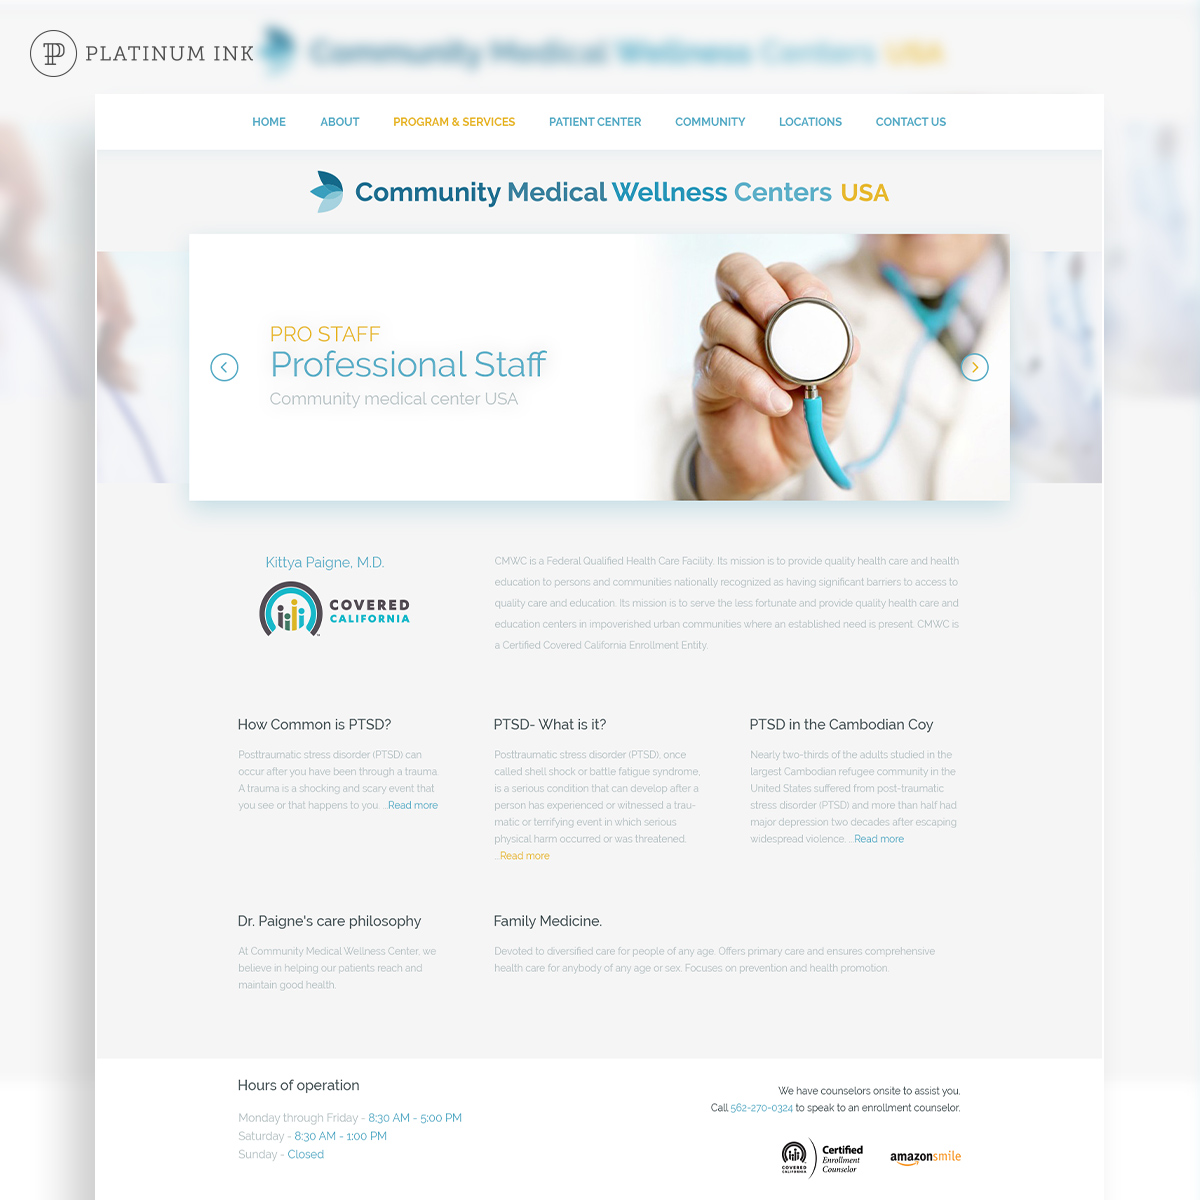 PLATINUM INK
Community Medical Wellness Centers USA
HOME ABOUT PROGRAM & SERVICES PATIENT CENTER COMMUNITY LOCATIONS CONTACT US
Community Medical Wellness Centers USA
PRO STAFF
Professional Staff
Community medical center USA
Kittya Paigne, M.D.
COVERED
CALIFORNIA
CMWC is a Federal Qualified Health Care Facility. Its mission is to provide quality health care and health
education to persons and communities nationally recognized as having significant barriers to access to
quality care and education. Its mission is to serve the less fortunate and provide quality health care and
education centers in impoverished urban communities where an established need is present. CMWC is
a Certified Covered California Enrollment Entity.
How Common is PTSD?
Posttraumatic stress disorder (PTSD) can
occur after you have been through a trauma
A trauma is a shocking and scary event that
you see or that happens to you. ...Read more
PTSD- What is it?
Posttraumatic stress disorder (PTSD), once
called shell shock or battle fatigue syndrome,
is a serious condition that can develop after a
person has experienced or witnessed a trau-
matic or terrifying event in which serious
physical harm occurred or was threatened.
...Read more
PTSD in the Cambodian Coy
Nearly two-thirds of the adults studied in the
largest Cambodian refugee community in the
United States suffered from post-traumatic
stress disorder (PTSD) and more than half had
major depression two decades after escaping
widespread violence. ...Read more
Dr. Paigne's care philosophy
At Community Medical Wellness Center, we
believe in helping our patients reach and
maintain good health.
Family Medicine.
Devoted to diversified care for people of any age. Offers primary care and ensures comprehensive
health care for anybody of any age or sex. Focuses on prevention and health promotion.
Hours of operation
Monday through Friday - 8:30 AM - 5:00 PM
Saturday - 8:30 AM - 1:00 PM
Sunday - Closed
We have counselors onsite to assist you.
Call 562-270-0324 to speak to an enrollment counselor.
COVERED
CALIFORNIA
Certified
Enrollment
Counselor
amazonsmile